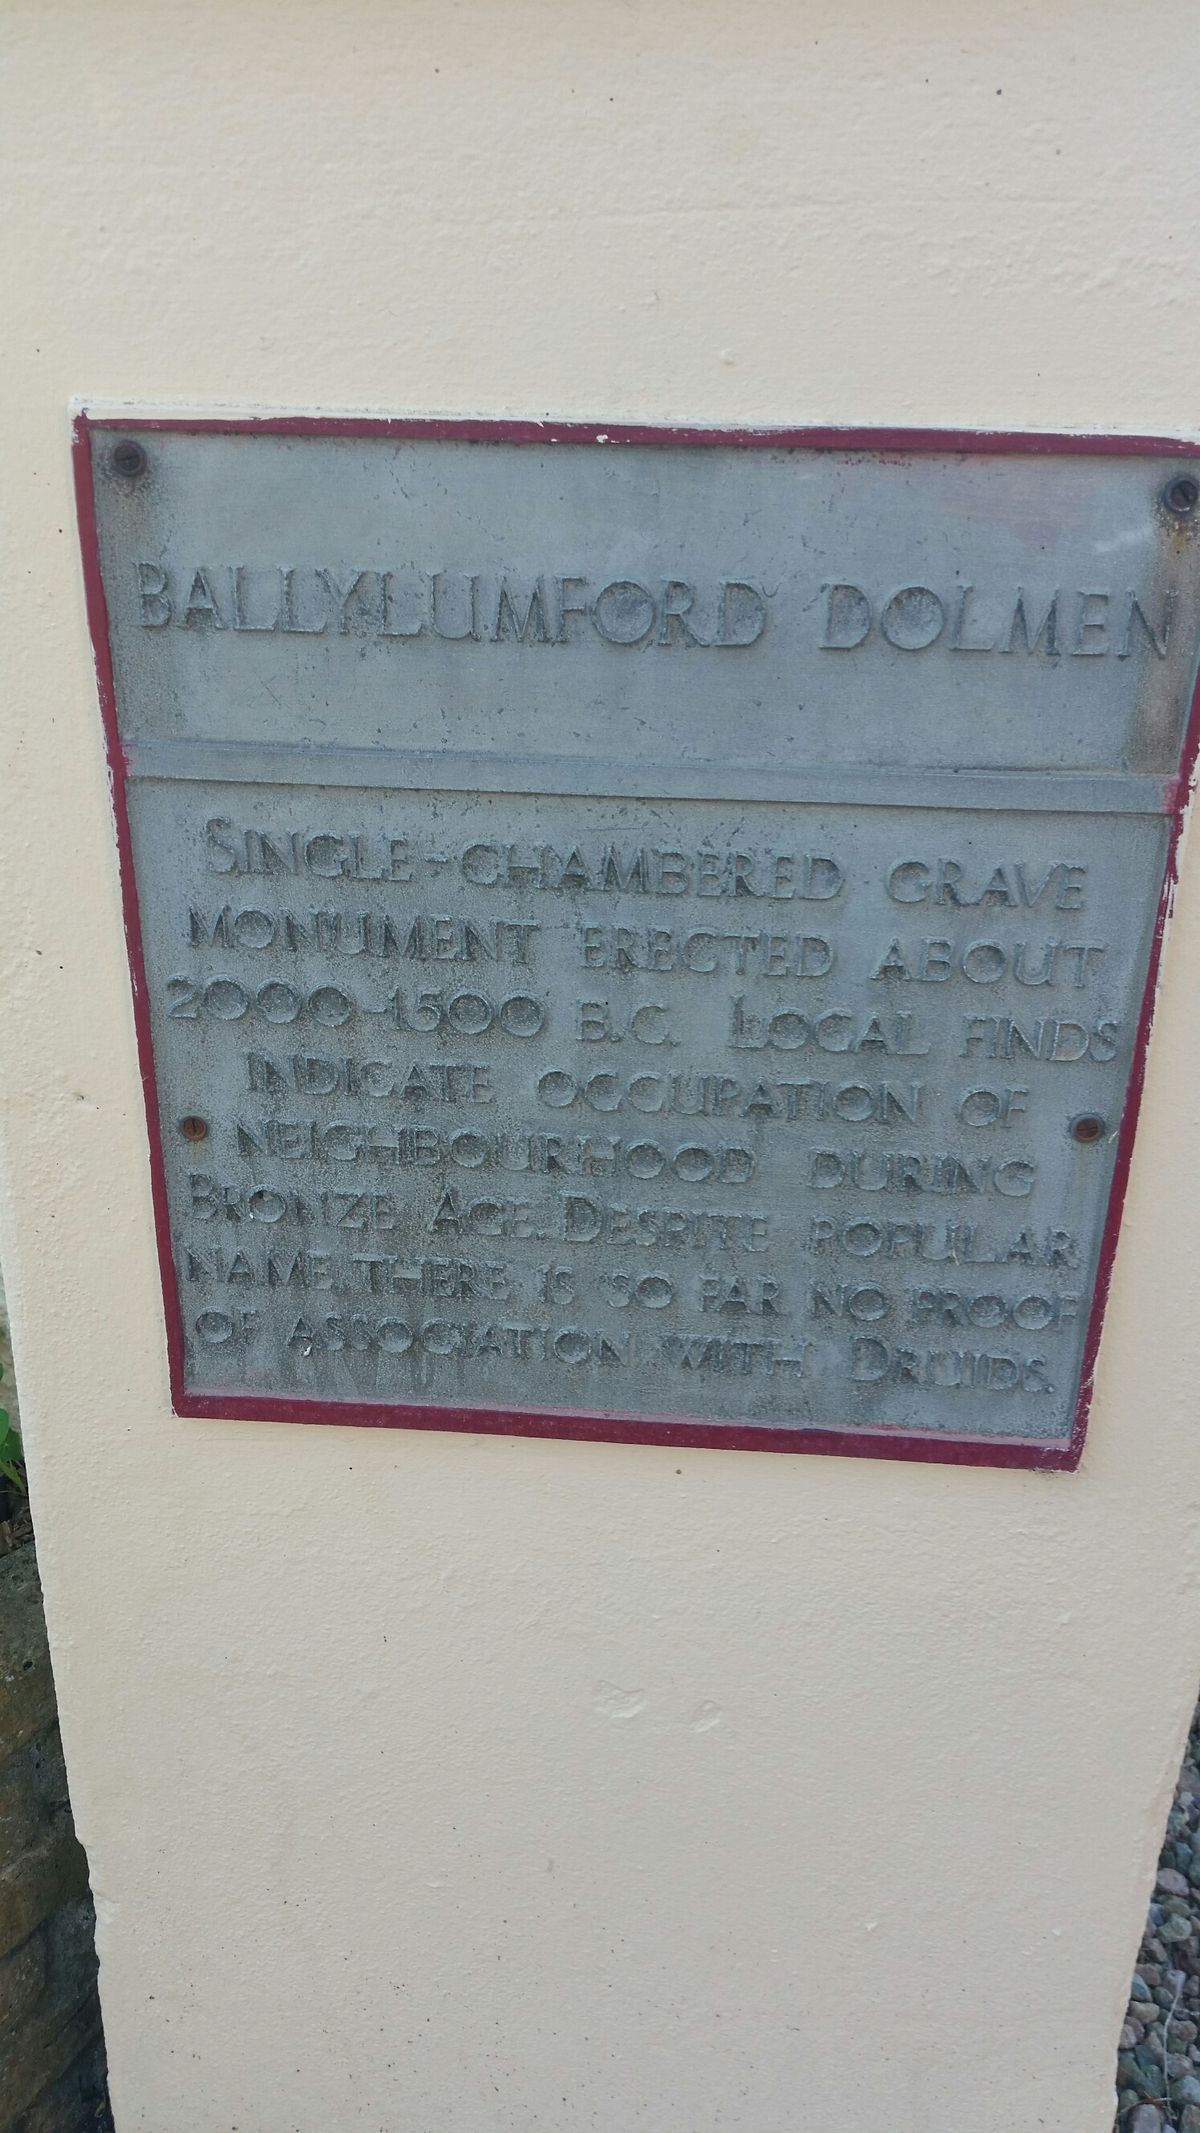 BALLYLUMFORD DOLMEN
SINGLE-CHAMBERED GRAVE
MONUMENT ERECTED ABOUT
2000-1500 B.C. LOCAL FINDS
INDICATE OCCUPATION OF
NEIGHBOURHOOD DURING
BRONZE AGE. DESPITE POPULAR
NAME, THERE IS SO FAR NO PROOF
OF ASSOCIATION WITH DRUIDS.